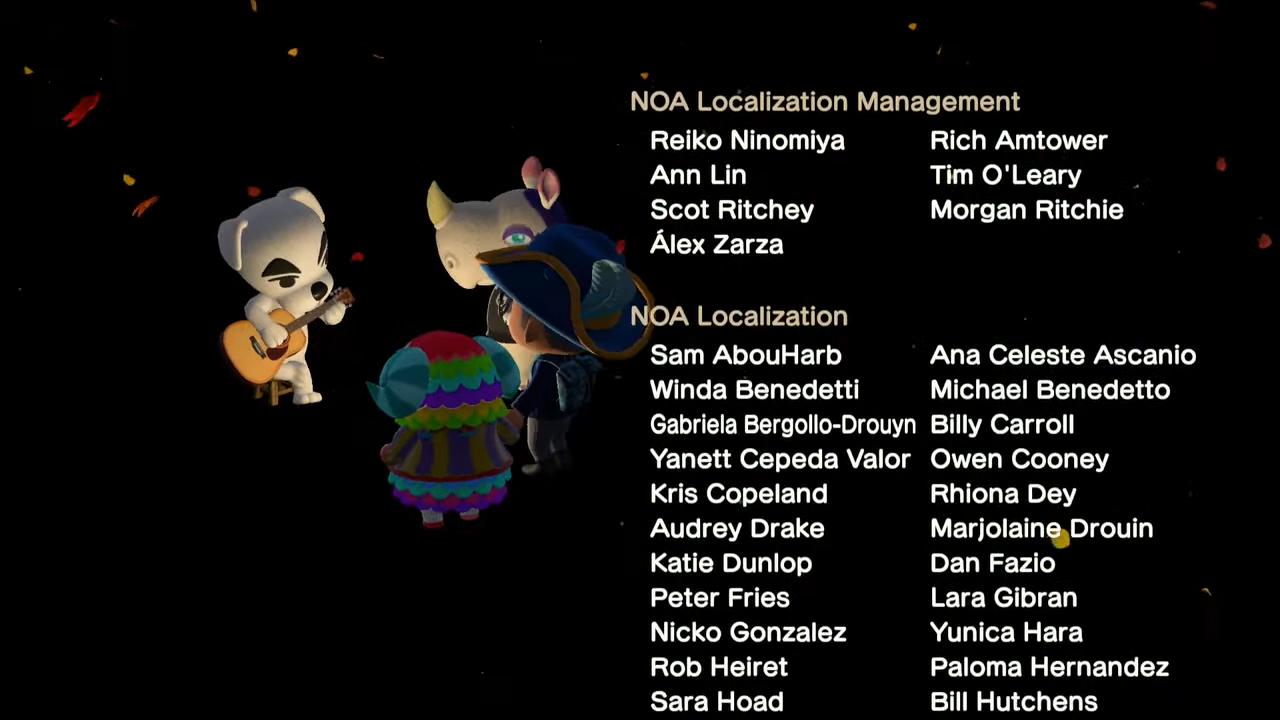 NOA Localization Management
Reiko Ninomiya Rich Amtower
Ann Lin Tim O'Leary
Scot Ritchey Morgan Ritchie
Álex Zarza
NOA Localization
Sam AbouHarb Ana Celeste Ascanio
Winda Benedetti Michael Benedetto
Gabriela Bergollo-Drouyn Billy Carroll
Yanett Cepeda Valor Owen Cooney
Kris Copeland Rhiona Dey
Audrey Drake Marjolaine Drouin
Katie Dunlop Dan Fazio
Peter Fries Lara Gibran
Nicko Gonzalez Yunica Hara
Rob Heiret Paloma Hernandez
Sara Hoad Bill Hutchens